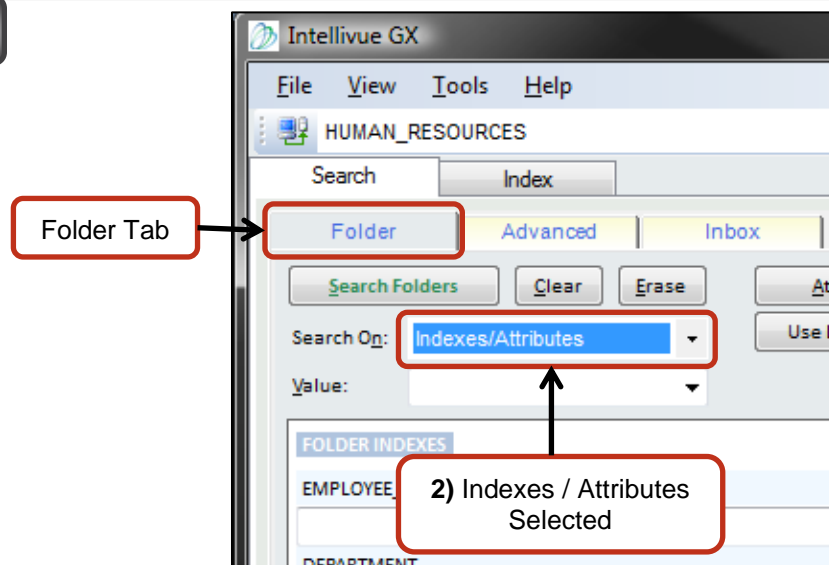 Intellivue GX
File View Tools Help
HUMAN_RESOURCES
Search Index
Folder Tab
Folder Advanced Inbox
Search Folders Clear Erase
Search On: Indexes/Attributes Use
Value:
FOLDER INDEXES
EMPLOYEE_
2) Indexes / Attributes
Selected
DEPARTMENT